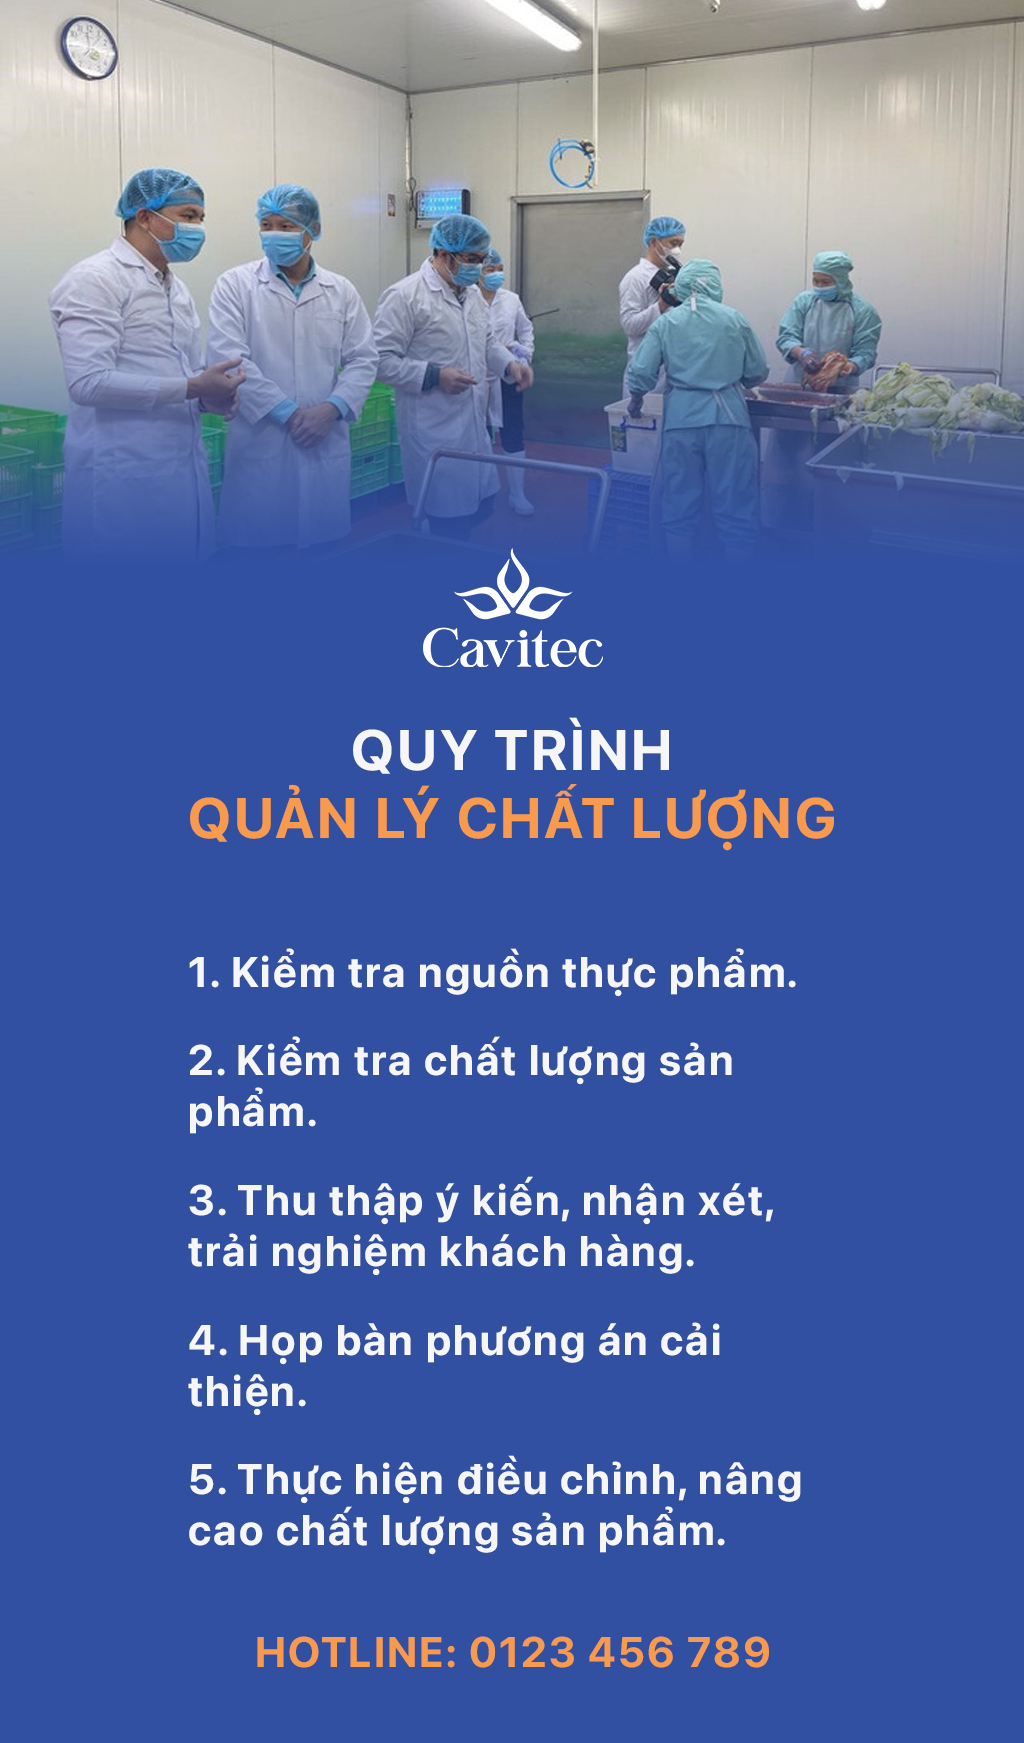 Cavitec
QUY TRÌNH
QUẢN LÝ CHẤT LƯỢNG
1. Kiểm tra nguồn thực phẩm.
2. Kiểm tra chất lượng sản
phẩm.
3. Thu thập ý kiến, nhận xét,
trải nghiệm khách hàng.
4. Họp bàn phương án cải
thiện.
5. Thực hiện điều chỉnh, nâng
cao chất lượng sản phẩm.
HOTLINE: 0123 456 789